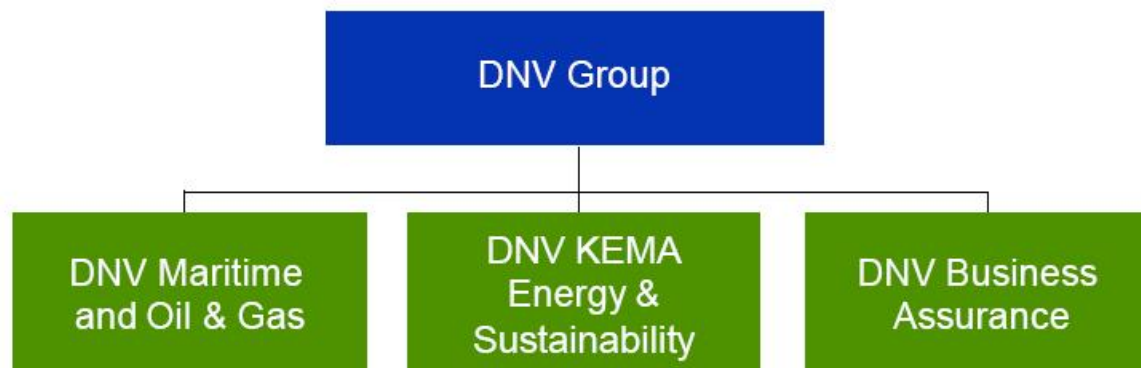 DNV Group
DNV Maritime
and Oil & Gas
DNV KEMA
Energy &
Sustainability
DNV Business
Assurance